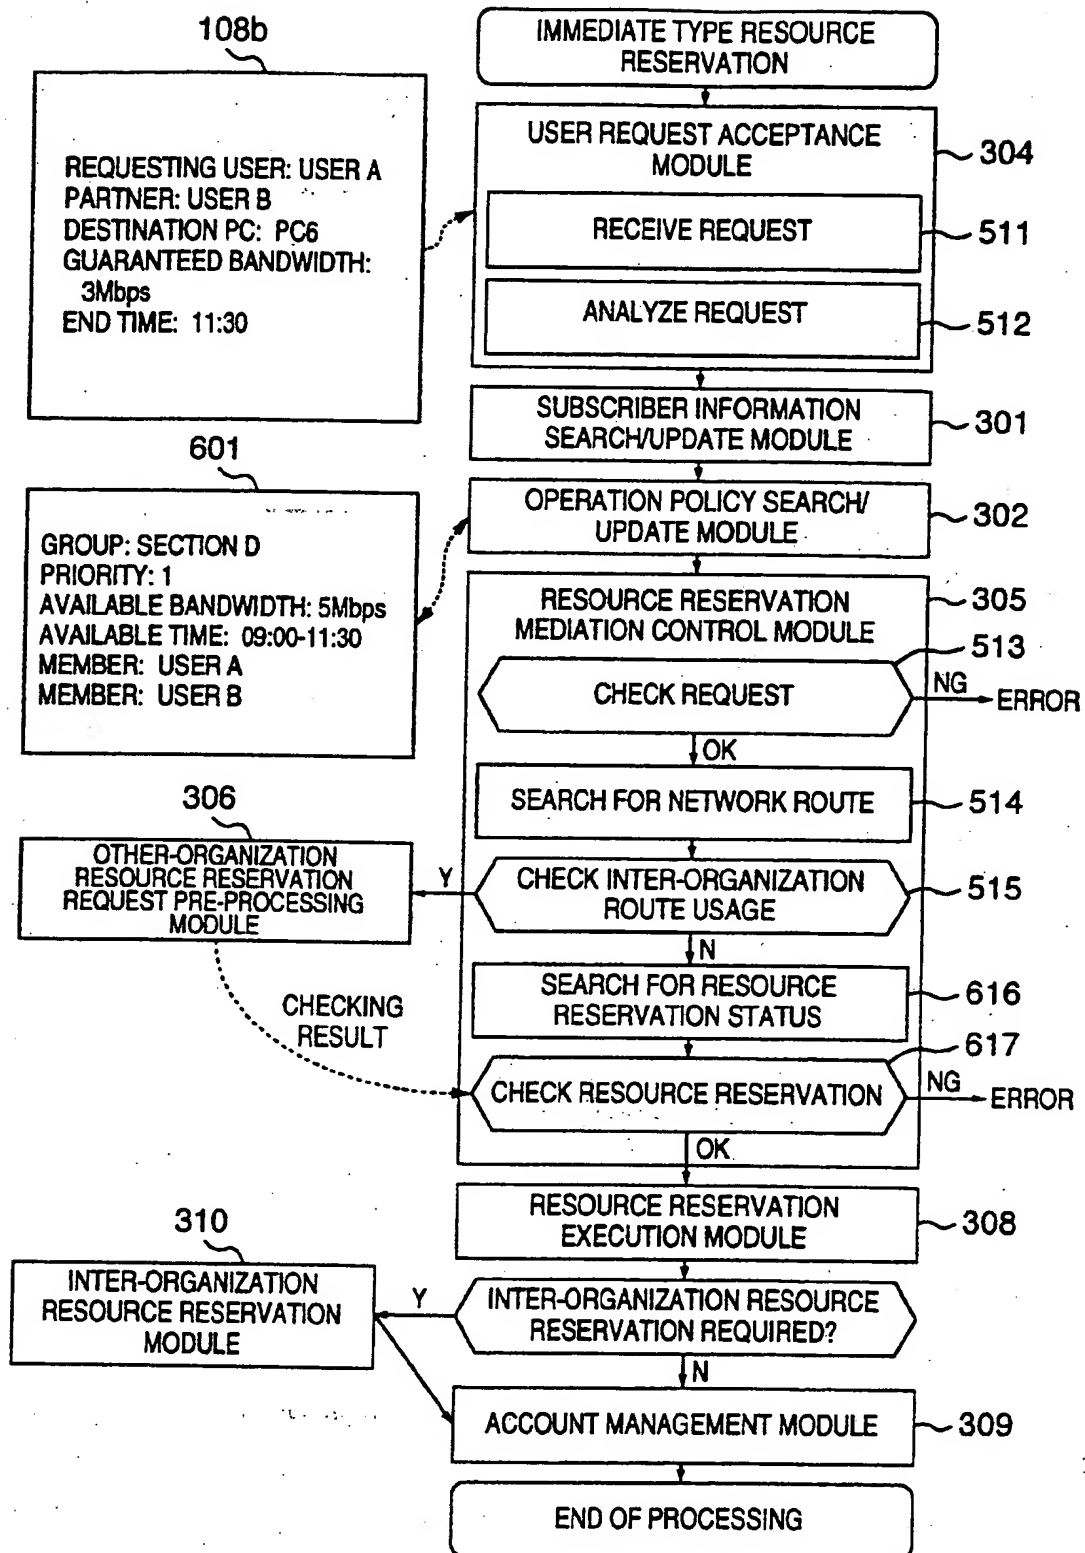 108b
IMMEDIATE TYPE RESOURCE
RESERVATION
REQUESTING USER: USER A
PARTNER: USER B
DESTINATION PC: PC6
GUARANTEED BANDWIDTH:
3Mbps
END TIME: 11:30
USER REQUEST ACCEPTANCE
MODULE
304
RECEIVE REQUEST
511
ANALYZE REQUEST
512
SUBSCRIBER INFORMATION
SEARCH/UPDATE MODULE
301
601
OPERATION POLICY SEARCH/
UPDATE MODULE
302
GROUP: SECTION D
PRIORITY: 1
AVAILABLE BANDWIDTH: 5Mbps
AVAILABLE TIME: 09:00-11:30
MEMBER: USER A
MEMBER: USER B
RESOURCE RESERVATION
MEDIATION CONTROL MODULE
305
513
CHECK REQUEST
NG
ERROR
OK
SEARCH FOR NETWORK ROUTE
514
306
OTHER-ORGANIZATION
RESOURCE RESERVATION
REQUEST PRE-PROCESSING
MODULE
Y
CHECK INTER-ORGANIZATION
ROUTE USAGE
515
N
SEARCH FOR RESOURCE
RESERVATION STATUS
616
CHECKING
RESULT
617
CHECK RESOURCE RESERVATION
NG
ERROR
OK
RESOURCE RESERVATION
EXECUTION MODULE
308
310
INTER-ORGANIZATION
RESOURCE RESERVATION
MODULE
Y
INTER-ORGANIZATION RESOURCE
RESERVATION REQUIRED?
N
ACCOUNT MANAGEMENT MODULE
309
END OF PROCESSING